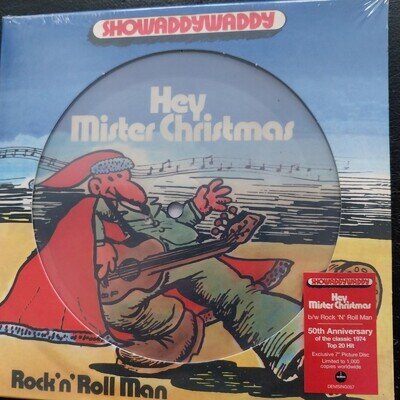 SHOWADDYWADDY
Hey
Mister Christmas
Rock'n'Roll Man
SHOWADDYWADDY
Hey
Mister Christmas
b/w Rock 'N' Roll Man
50th Anniversary
of the classic 1974
Top 20 Hit
Exclusive 7" Picture Disc
Limited to 1,000
copies worldwide
DEMSING057